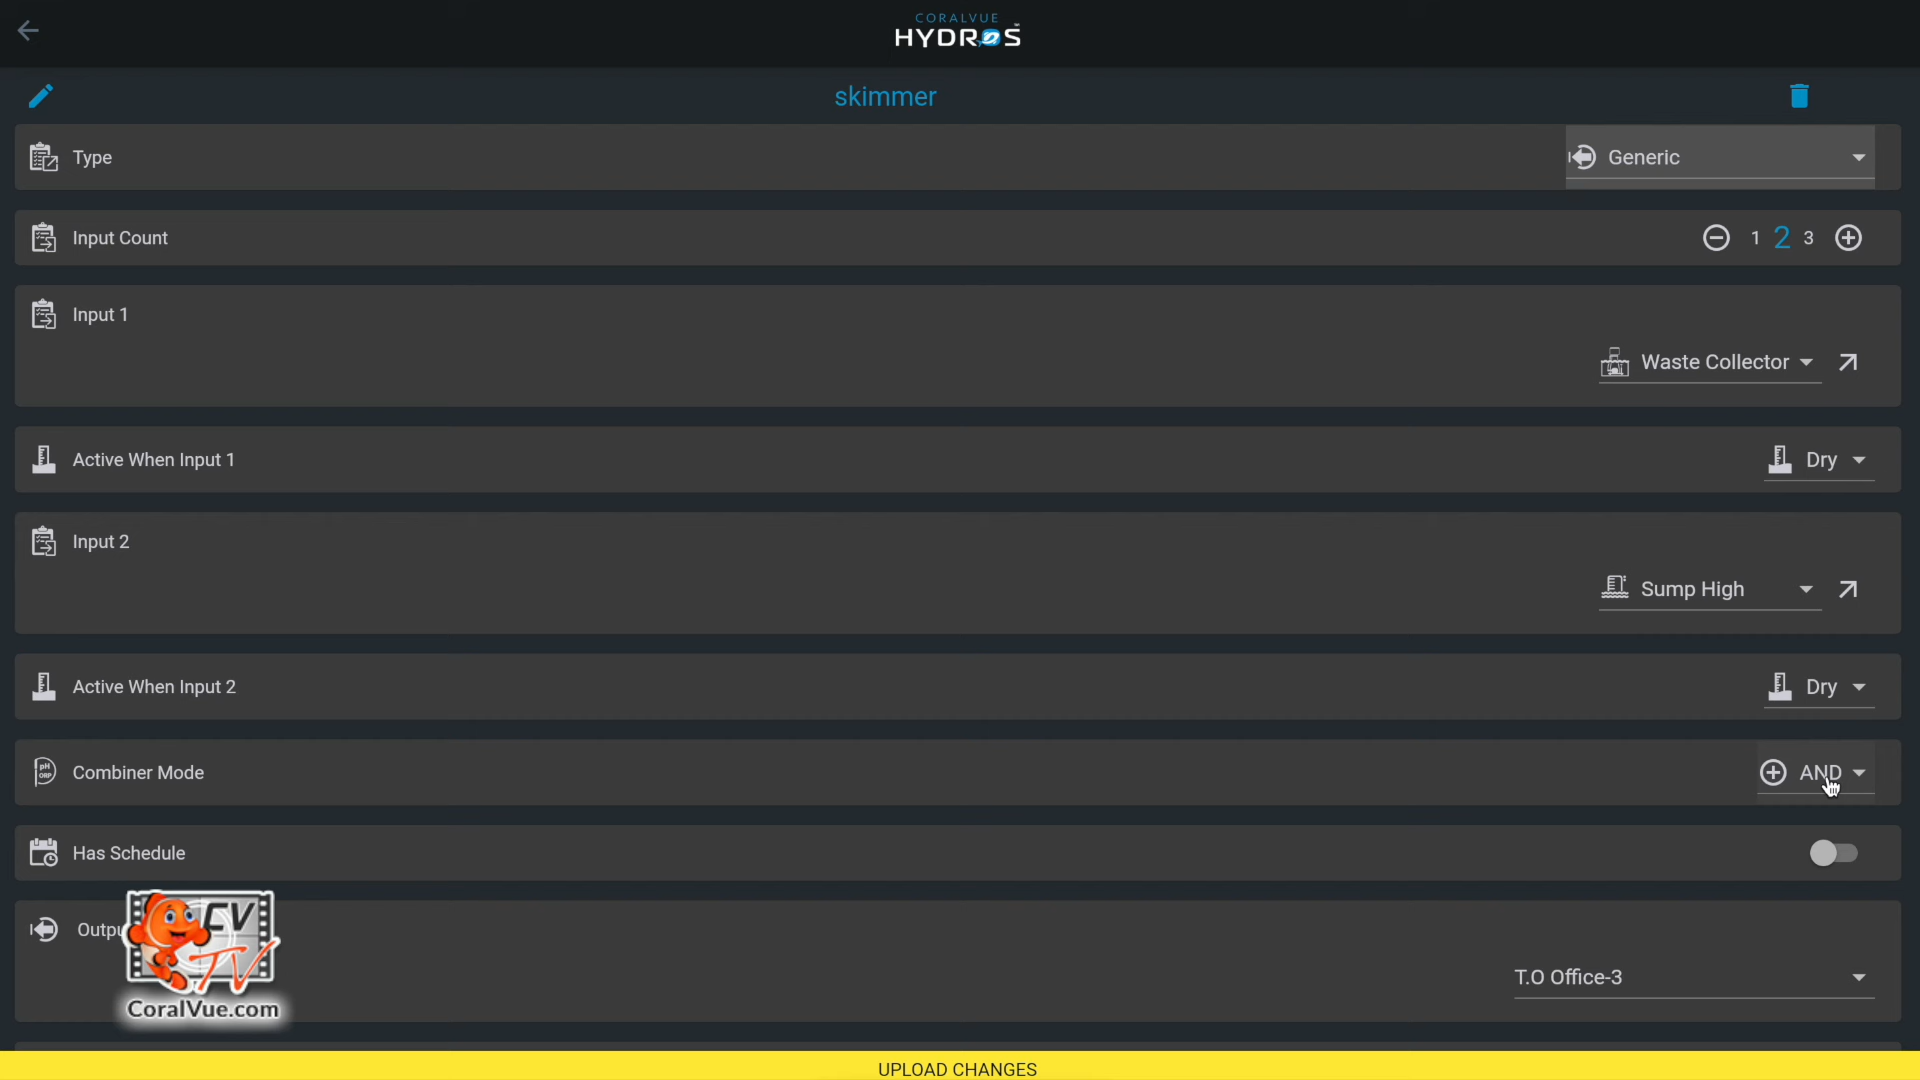 CORALVUE
HYDROS
skimmer
Type
Generic
Input Count
1 2 3
Input 1
Waste Collector
Active When Input 1
Dry
Input 2
Sump High
Active When Input 2
Dry
pH
ORP
Combiner Mode
AND
Has Schedule
Outpu
T.O Office-3
CV
TV
CoralVue.com
UPLOAD CHANGES